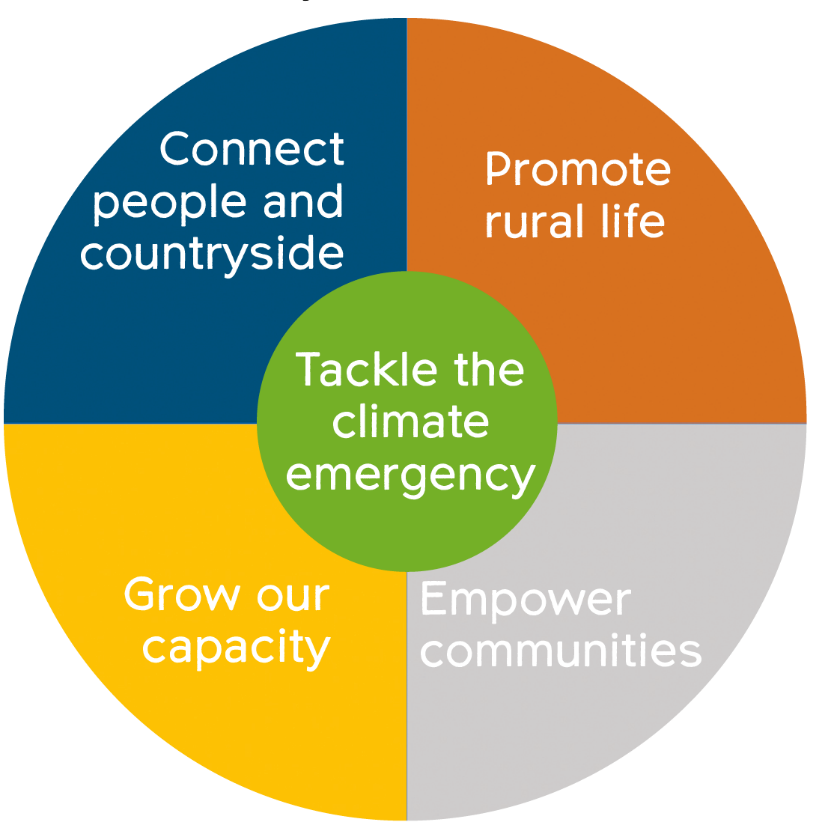 Connect
people and
countryside
Promote
rural life
Tackle the
climate
emergency
Grow our
capacity
Empower
communities